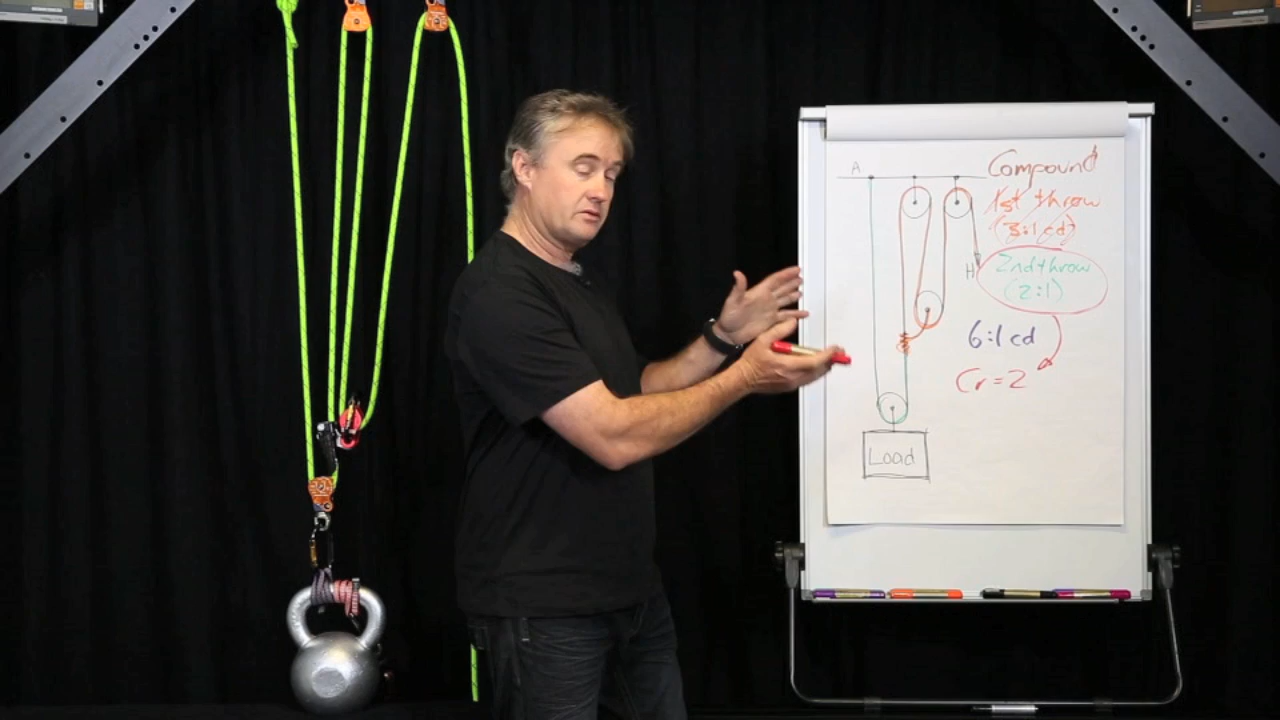 A
Compound
1st throw
(3:1 cd)
2nd throw
(2:1)
H
6:1 cd
Cr=2
Load